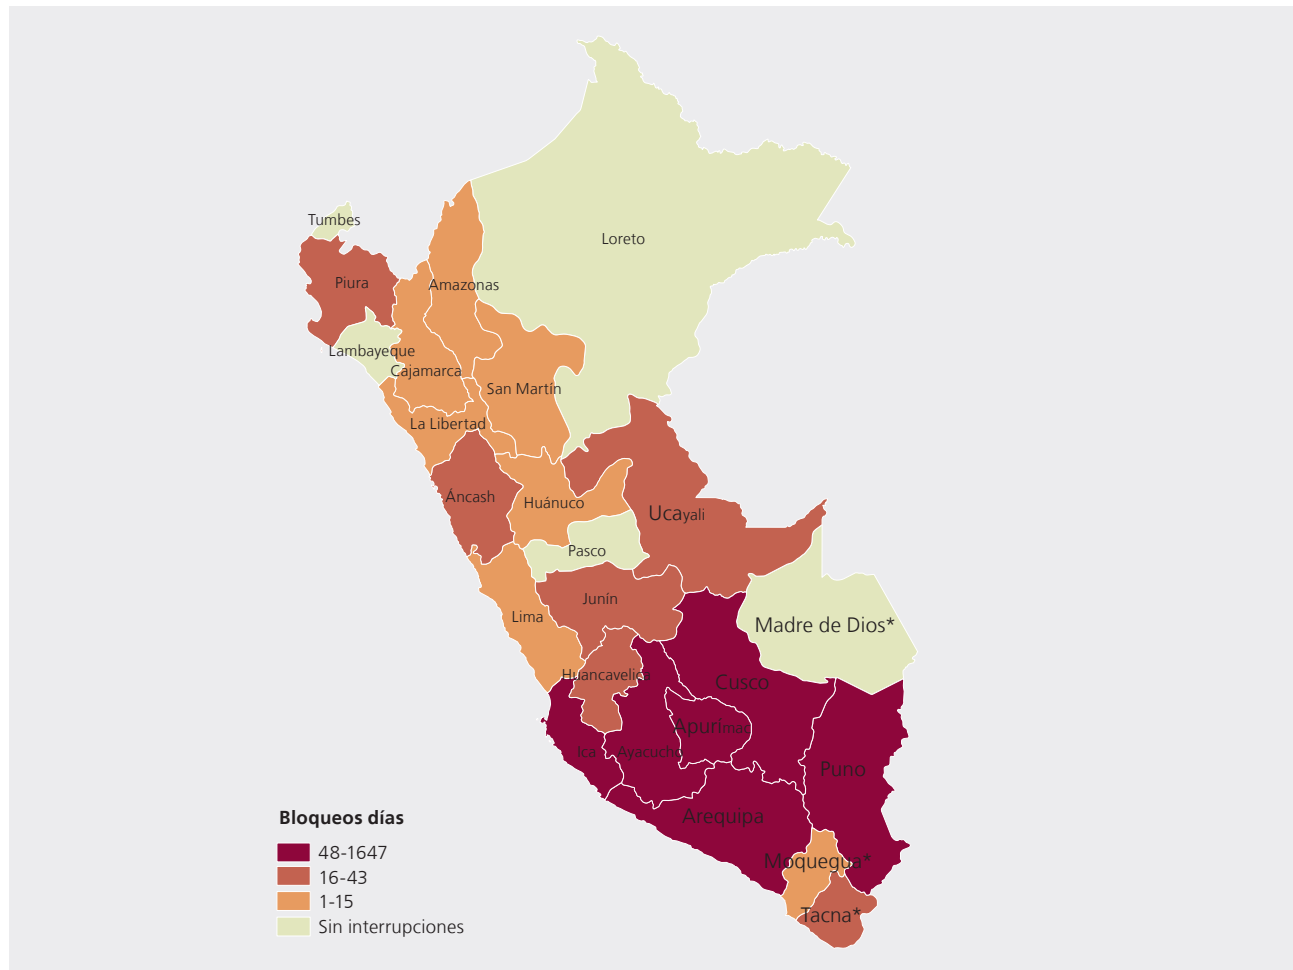 Tumbes
Loreto
Piura
Amazonas
Lambayeque
Cajamarca
San Martín
La Libertad
Áncash
Huánuco
Ucayali
Pasco
Junín
Lima
Madre de Dios*
Huancavelica
Cusco
Apurímac
Ica
Ayacucho
Puno
Arequipa
Moquegua*
Tacna*
Bloqueos días
48-1647
16-43
1-15
Sin interrupciones